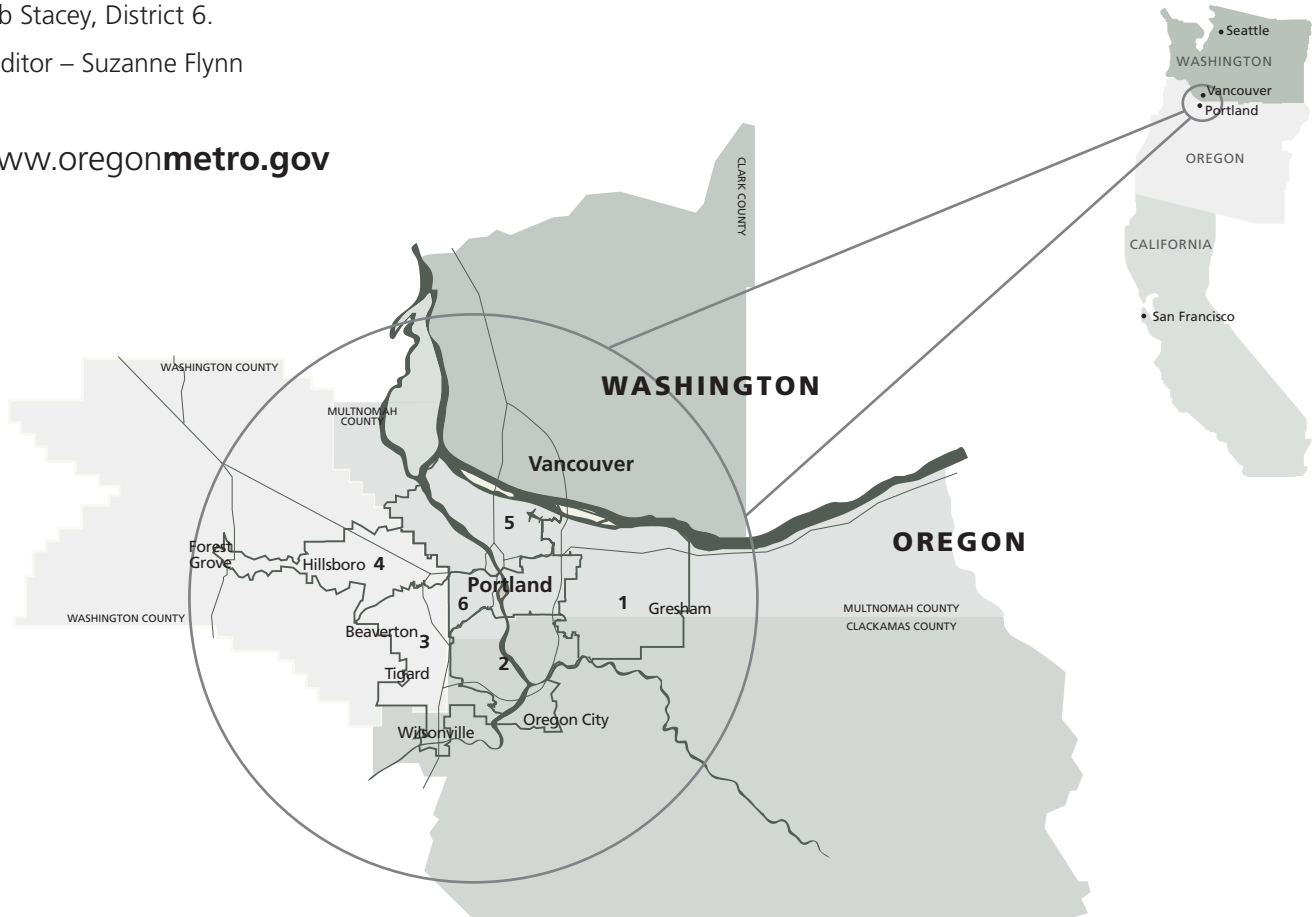 b Stacey, District 6.
ditor – Suzanne Flynn
ww.oregonmetro.gov
Seattle
WASHINGTON
Vancouver
Portland
OREGON
CALIFORNIA
San Francisco
CLARK COUNTY
WASHINGTON COUNTY
MULTNOMAH
COUNTY
WASHINGTON
Vancouver
5
OREGON
Forest
Grove
Hillsboro 4
Portland
6
1
Gresham
MULTNOMAH COUNTY
CLACKAMAS COUNTY
WASHINGTON COUNTY
Beaverton
3
2
Tigard
Oregon City
Wilsonville